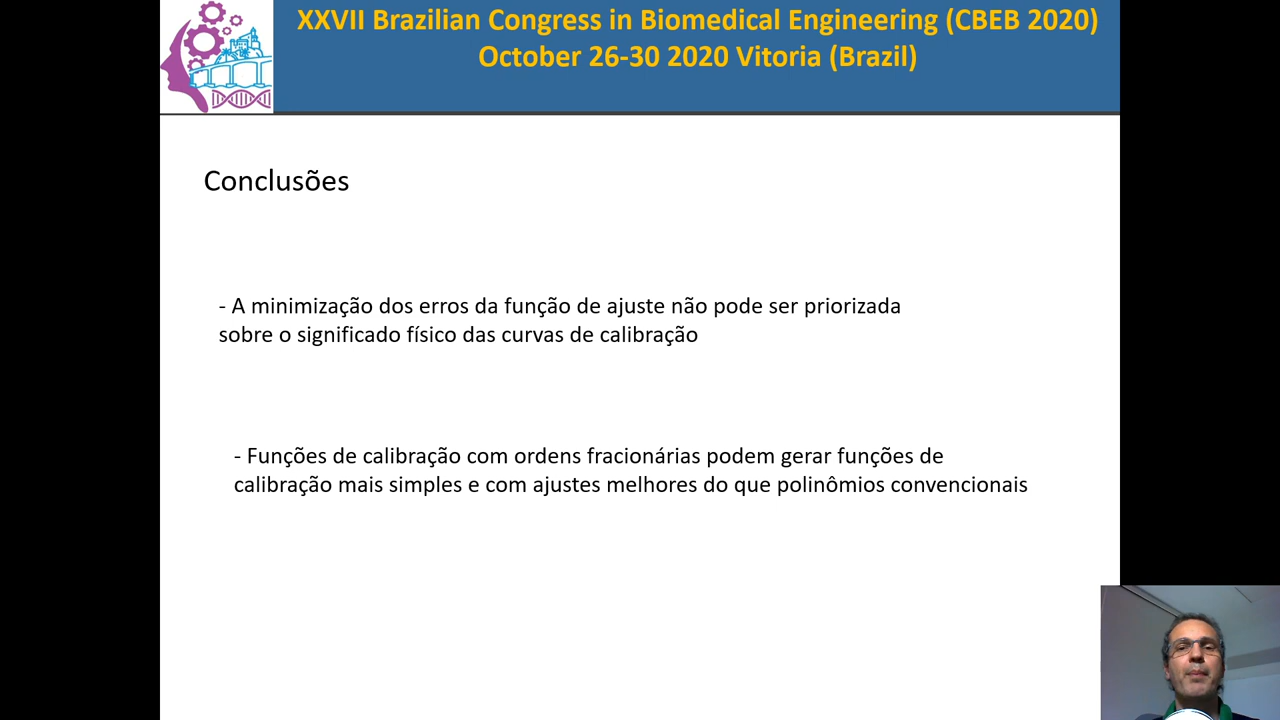 XXVII Brazilian Congress in Biomedical Engineering (CBEB 2020)
October 26-30 2020 Vitoria (Brazil)
Conclusões
- A minimização dos erros da função de ajuste não pode ser priorizada
sobre o significado físico das curvas de calibração
- Funções de calibração com ordens fracionárias podem gerar funções de
calibração mais simples e com ajustes melhores do que polinômios convencionais